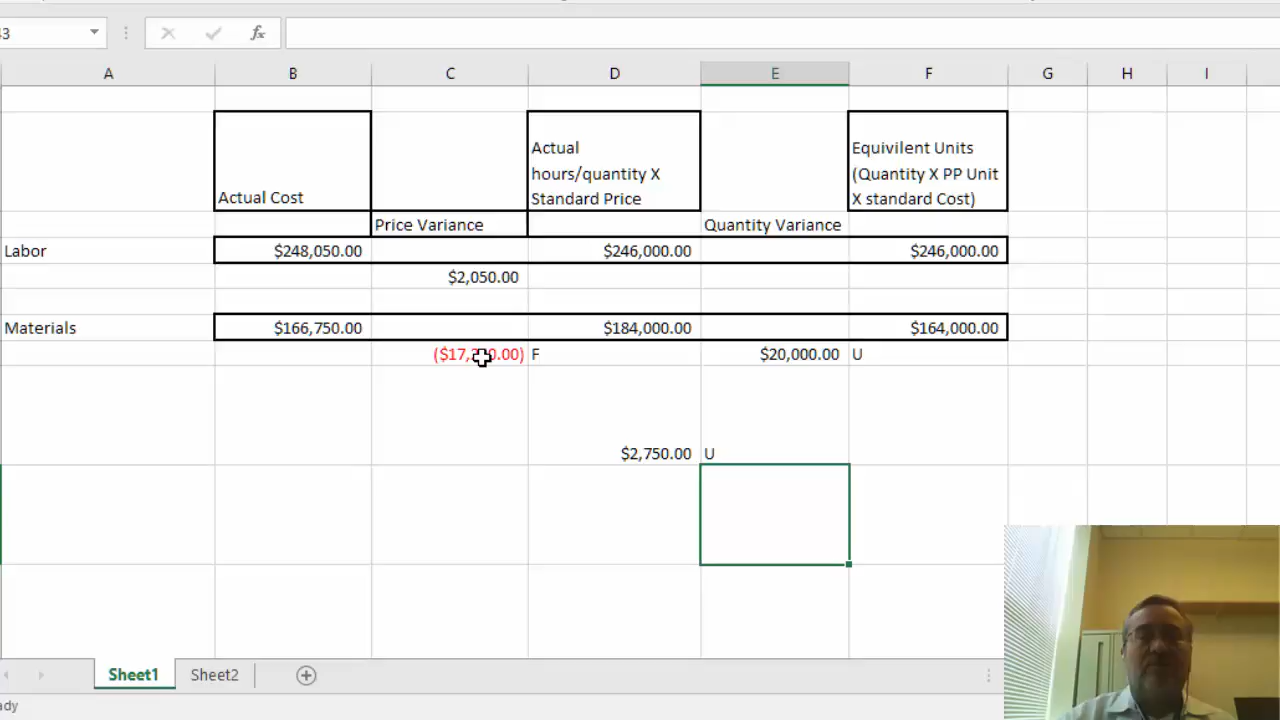 43
fx
A B C D E F G H I
Actual Cost
Actual
hours/quantity X
Standard Price
Equivilent Units
(Quantity X PP Unit
X standard Cost)
Price Variance Quantity Variance
Labor $248,050.00 $246,000.00 $246,000.00
$2,050.00
Materials $166,750.00 $184,000.00 $164,000.00
F $20,000.00 U
$2,750.00 U
Sheet1 Sheet2